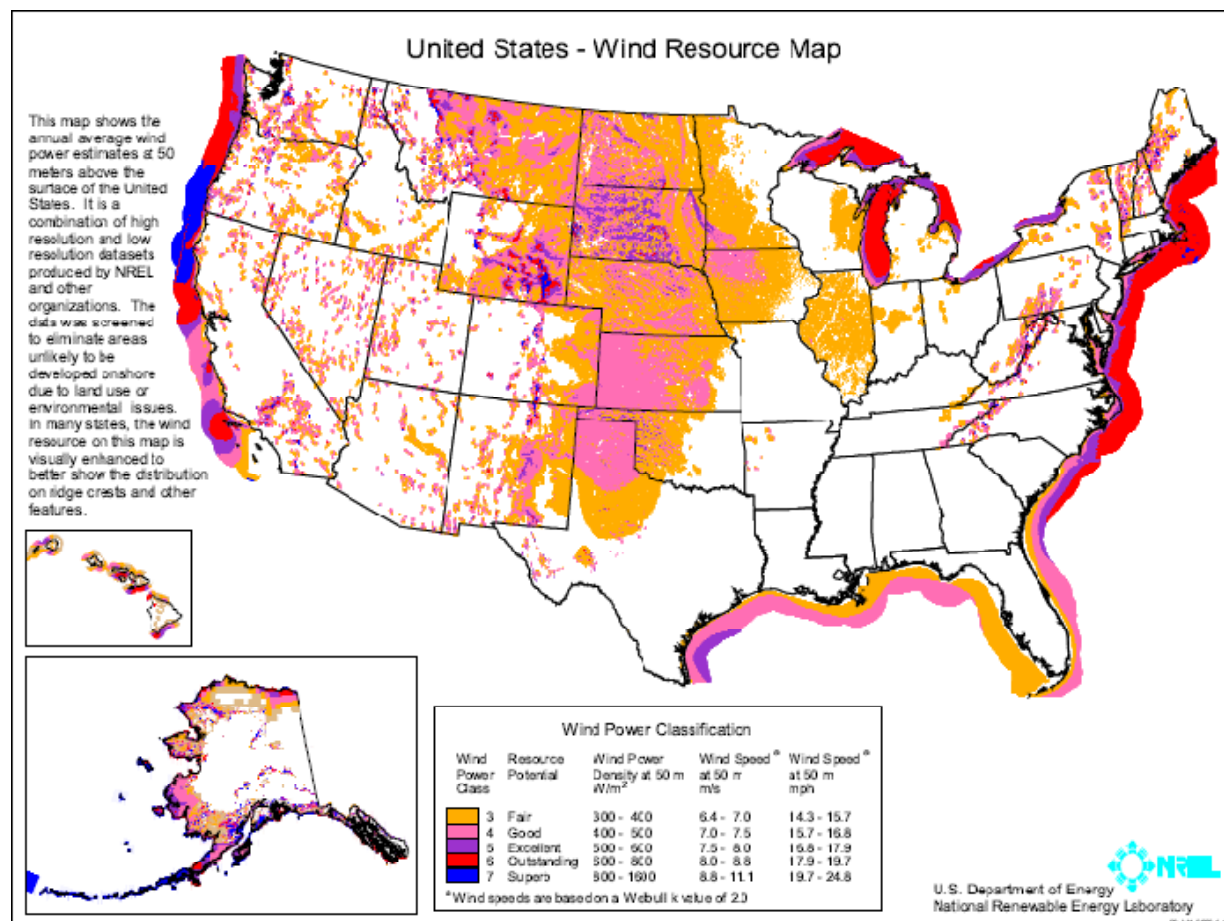 United States - Wind Resource Map
This map shows the
annual average wind
power estimates at 50
meters above the
surface of the United
States. It is a
combination of high
resolution and low
resolution datasets
produced by NREL
and other
organizations. The
data was screened
to eliminate areas
unlikely to be
developed onshore
due to land use or
environmental issues.
In many states, the wind
resource on this map is
visually enhanced to
better show the distribution
on ridge crests and other
features.
Wind Power Classification
Wind Resource Wind Power Wind Speed a Wind Speed a
Power Potential Density at 50 m at 50 m at 50 m
Class W/m² m/s mph
3 Fair 300 - 400 6.4 - 7.0 14.3 - 15.7
4 Good 400 - 500 7.0 - 7.5 15.7 - 16.8
5 Excellent 500 - 600 7.5 - 8.0 16.8 - 17.9
6 Outstanding 600 - 800 8.0 - 8.8 17.9 - 19.7
7 Superb 800 - 1600 8.8 - 11.1 19.7 - 24.8
a Wind speeds are based on a Weibull k value of 2.0
NREL
U.S. Department of Energy
National Renewable Energy Laboratory